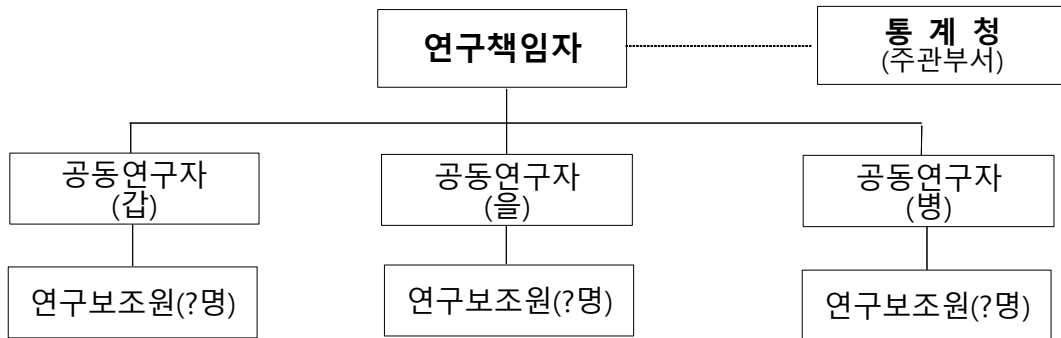 연구책임자
통 계 청
(주관부서)
공동연구자
(갑)
공동연구자
(을)
공동연구자
(병)
연구보조원(?명)
연구보조원(?명)
연구보조원(?명)